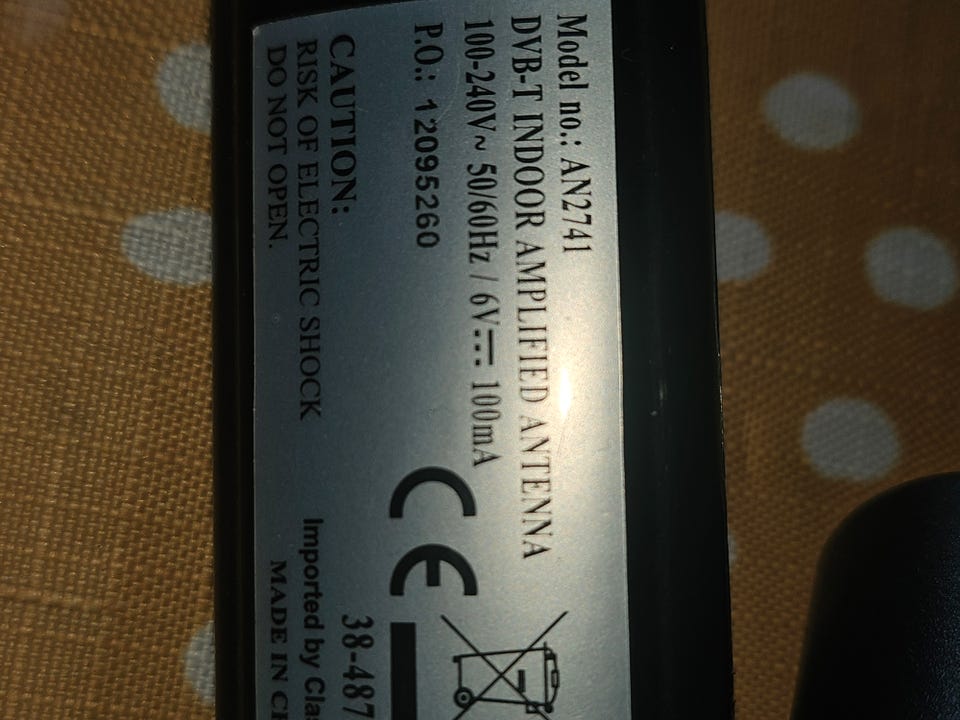 Model no.: AN2741
DVB-T INDOOR AMPLIFIED ANTENNA
100-240V~ 50/60Hz / 6V⎓ 100mA
P.O.: 12095260
CE
38-487
CAUTION:
RISK OF ELECTRIC SHOCK
DO NOT OPEN.
Imported by
MADE IN